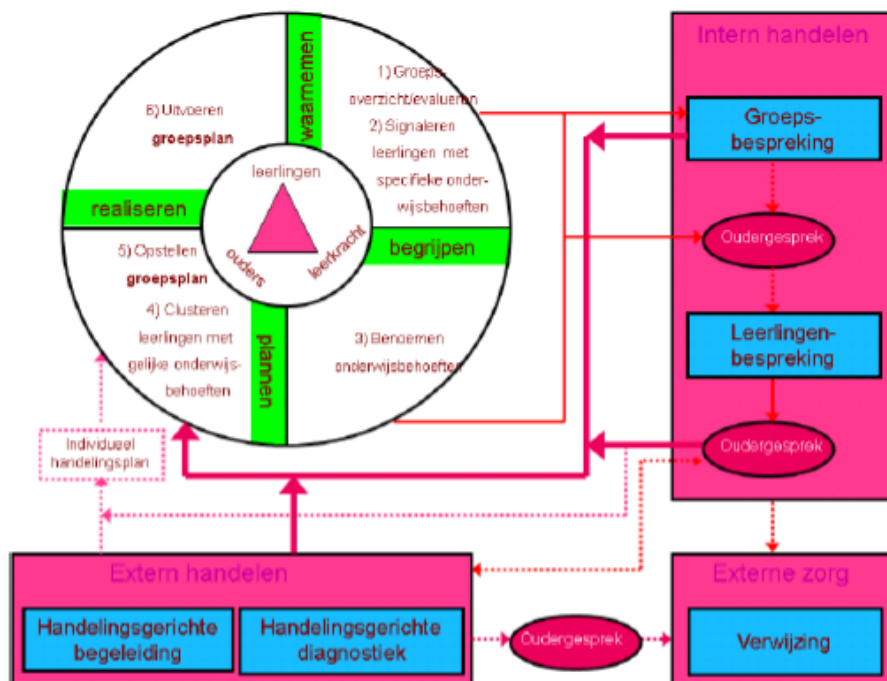 waarnemen
1) Groeps-
overzicht/evalueren
2) Signaleren
leerlingen met
specifieke onder-
wijsbehoeften
begrijpen
3) Benoemen
onderwijsbehoeften
plannen
4) Clusteren
leerlingen met
gelijke onderwijs-
behoeften
5) Opstellen
groepsplan
realiseren
6) Uitvoeren
groepsplan
leerlingen
ouders
leerkracht
Individueel
handelingsplan
Intern handelen
Groeps-
bespreking
Oudergesprek
Leerlingen-
bespreking
Oudergesprek
Extern handelen
Handelingsgerichte
begeleiding
Handelingsgerichte
diagnostiek
Oudergesprek
Externe zorg
Verwijzing